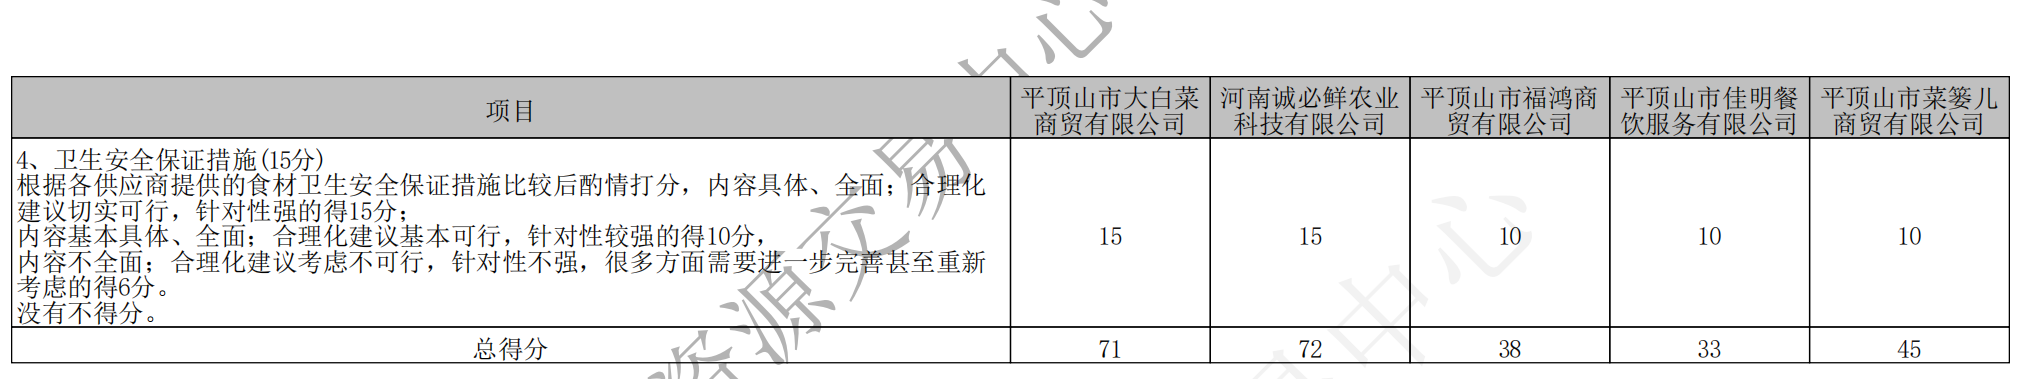 项目
平顶山市大白菜
商贸有限公司
河南诚必鲜农业
科技有限公司
平顶山市福鸿商
贸有限公司
平顶山市佳明餐
饮服务有限公司
平顶山市菜篓儿
商贸有限公司
4、卫生安全保证措施(15分)
根据各供应商提供的食材卫生安全保证措施比较后酌情打分，内容具体、全面；合理化
建议切实可行，针对性强的得15分；
内容基本具体、全面；合理化建议基本可行，针对性较强的得10分，
内容不全面；合理化建议考虑不可行，针对性不强，很多方面需要进一步完善甚至重新
考虑的得6分。
没有不得分。
15
15
10
10
10
总得分
71
72
38
33
45
资源交易中心
易中心